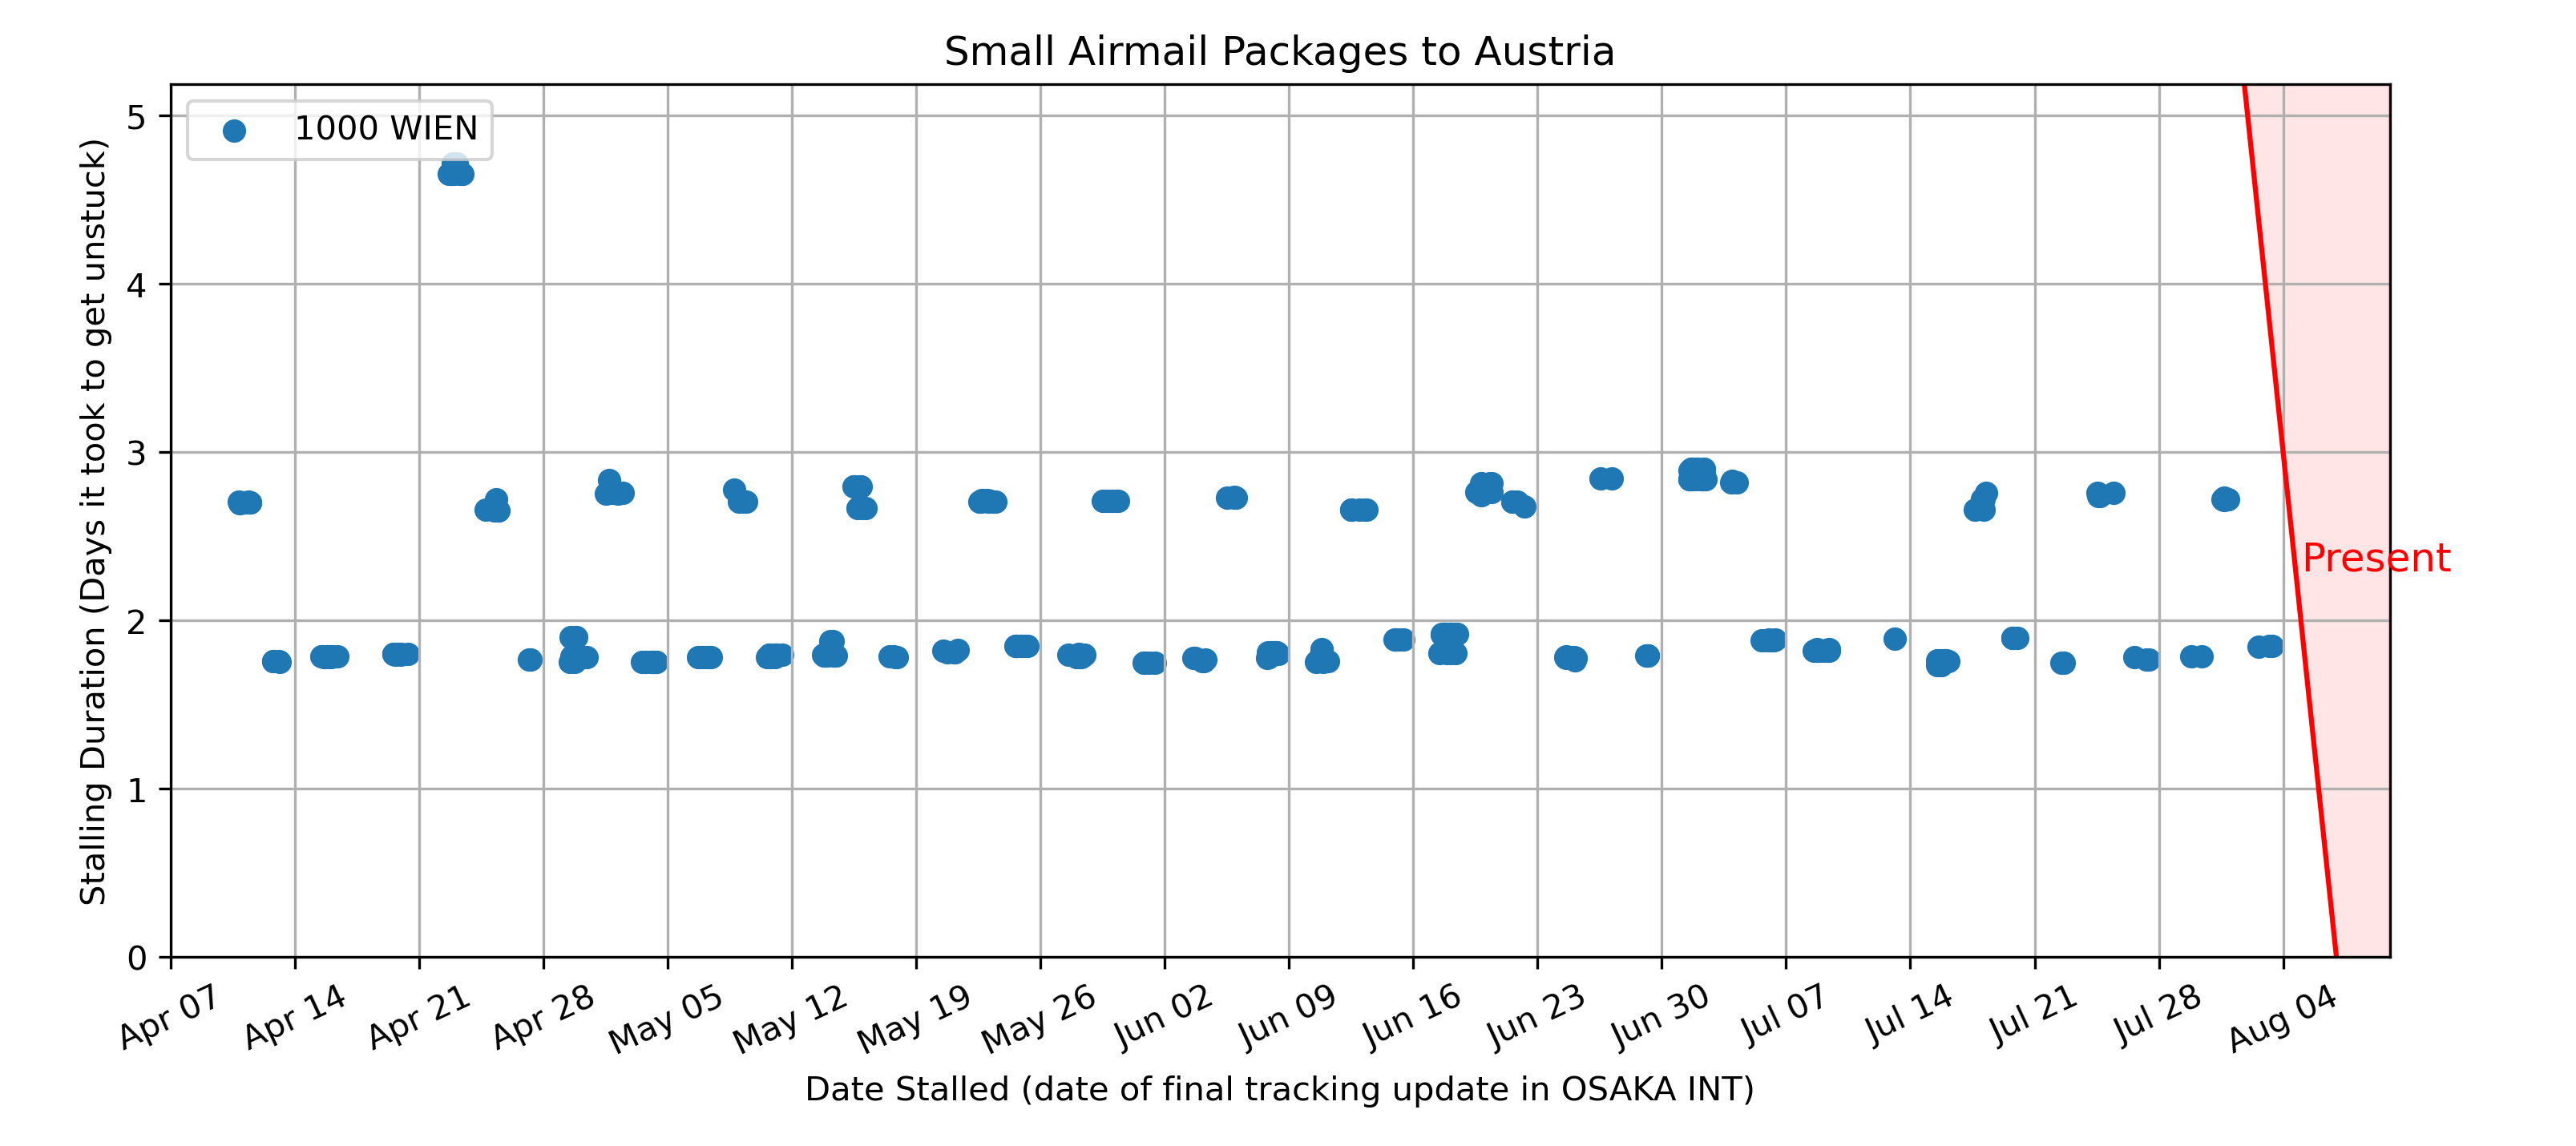 Small Airmail Packages to Austria
1000 WIEN
Stalling Duration (Days it took to get unstuck)
5
4
3
2
1
0
Present
Apr 07
Apr 14
Apr 21
Apr 28
May 05
May 12
May 19
May 26
Jun 02
Jun 09
Jun 16
Jun 23
Jun 30
Jul 07
Jul 14
Jul 21
Jul 28
Aug 04
Date Stalled (date of final tracking update in OSAKA INT)